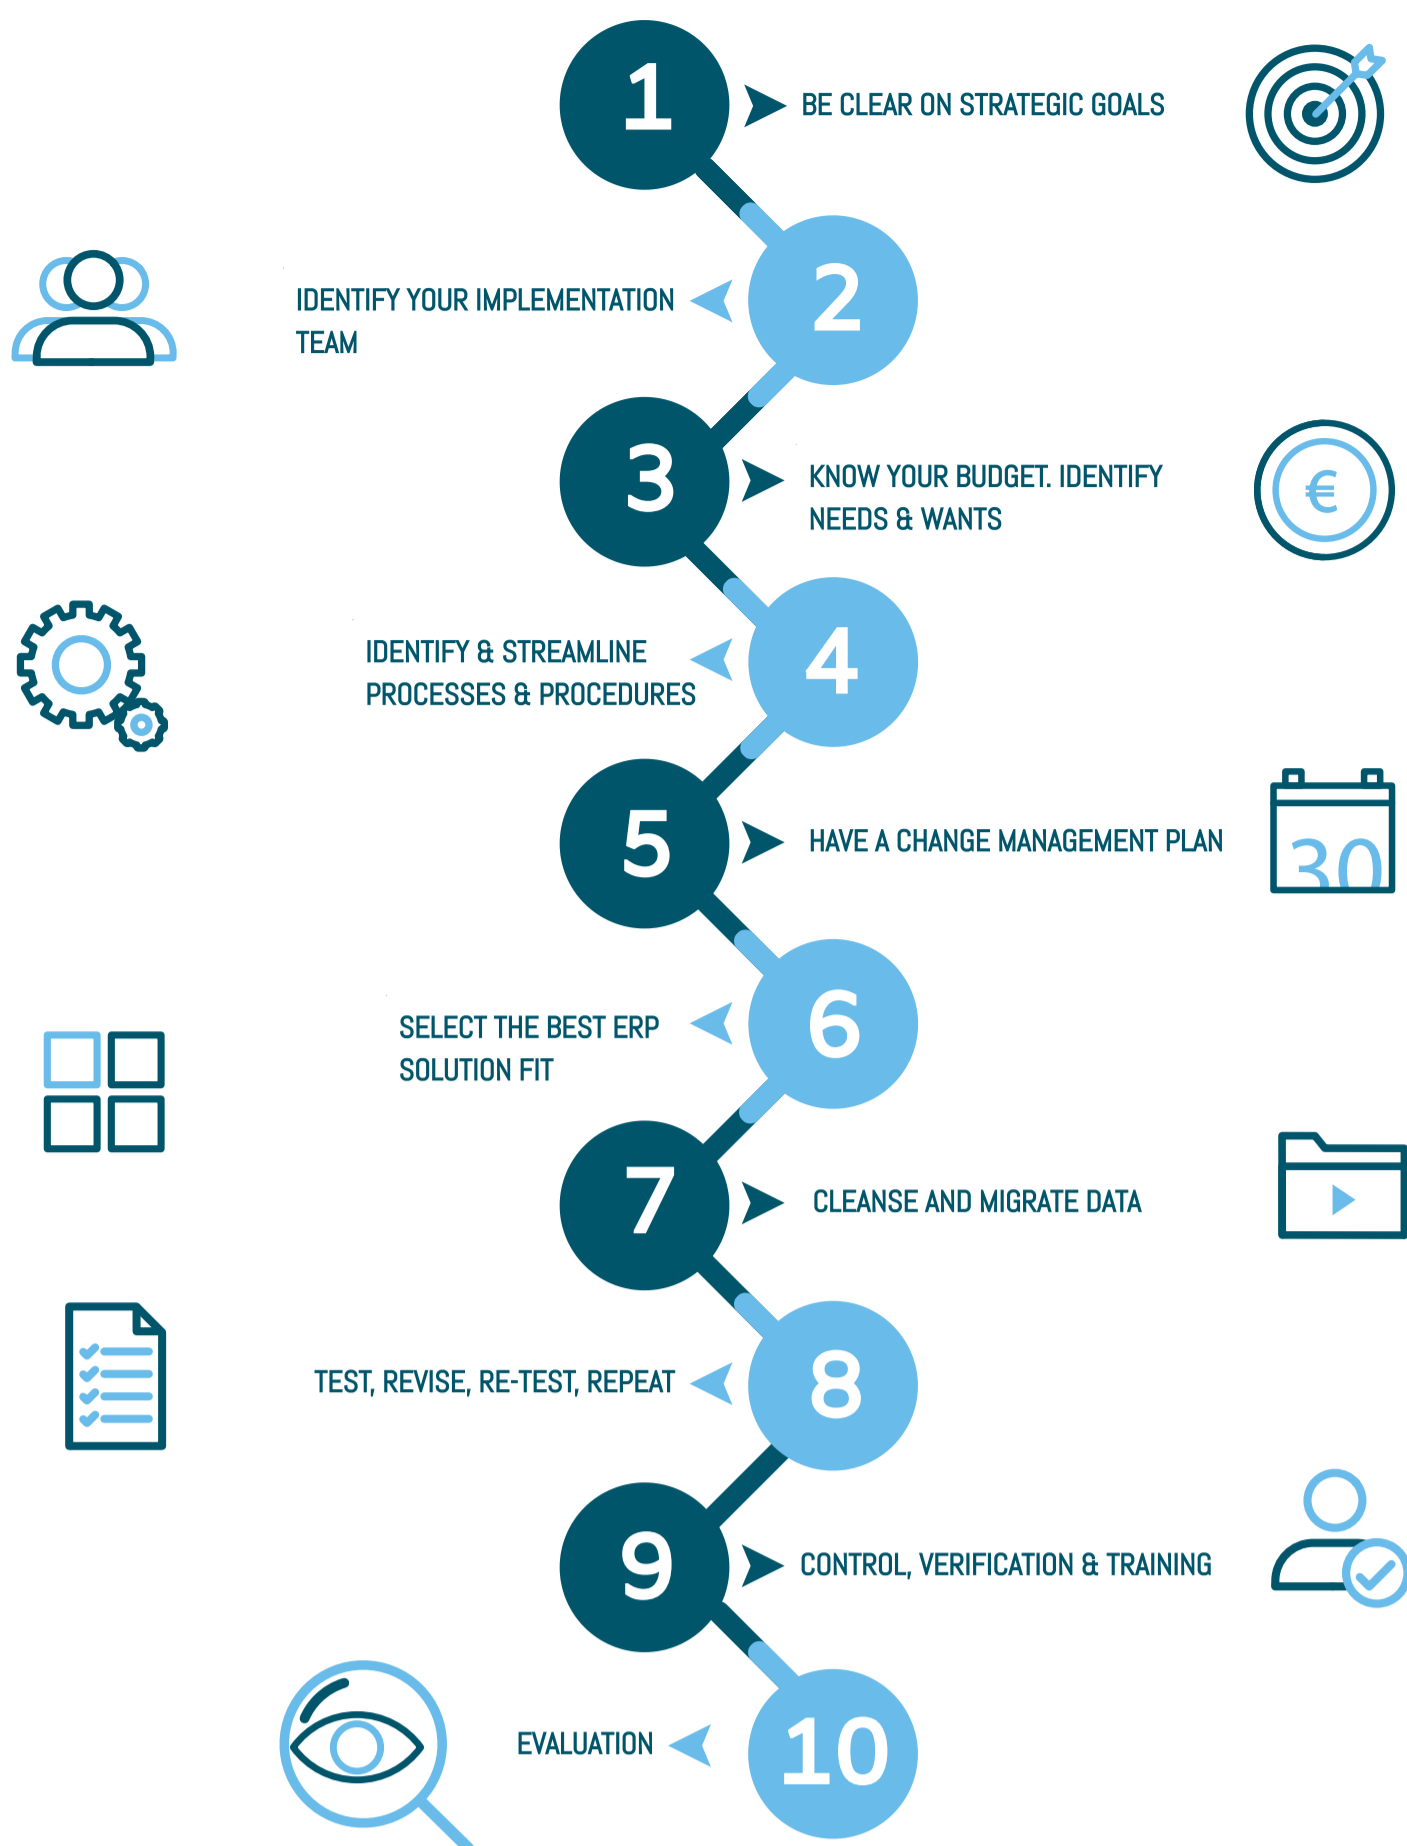 1
BE CLEAR ON STRATEGIC GOALS
2
IDENTIFY YOUR IMPLEMENTATION
TEAM
3
KNOW YOUR BUDGET. IDENTIFY
NEEDS & WANTS
€
4
IDENTIFY & STREAMLINE
PROCESSES & PROCEDURES
5
HAVE A CHANGE MANAGEMENT PLAN
30
6
SELECT THE BEST ERP
SOLUTION FIT
7
CLEANSE AND MIGRATE DATA
8
TEST, REVISE, RE-TEST, REPEAT
9
CONTROL, VERIFICATION & TRAINING
10
EVALUATION